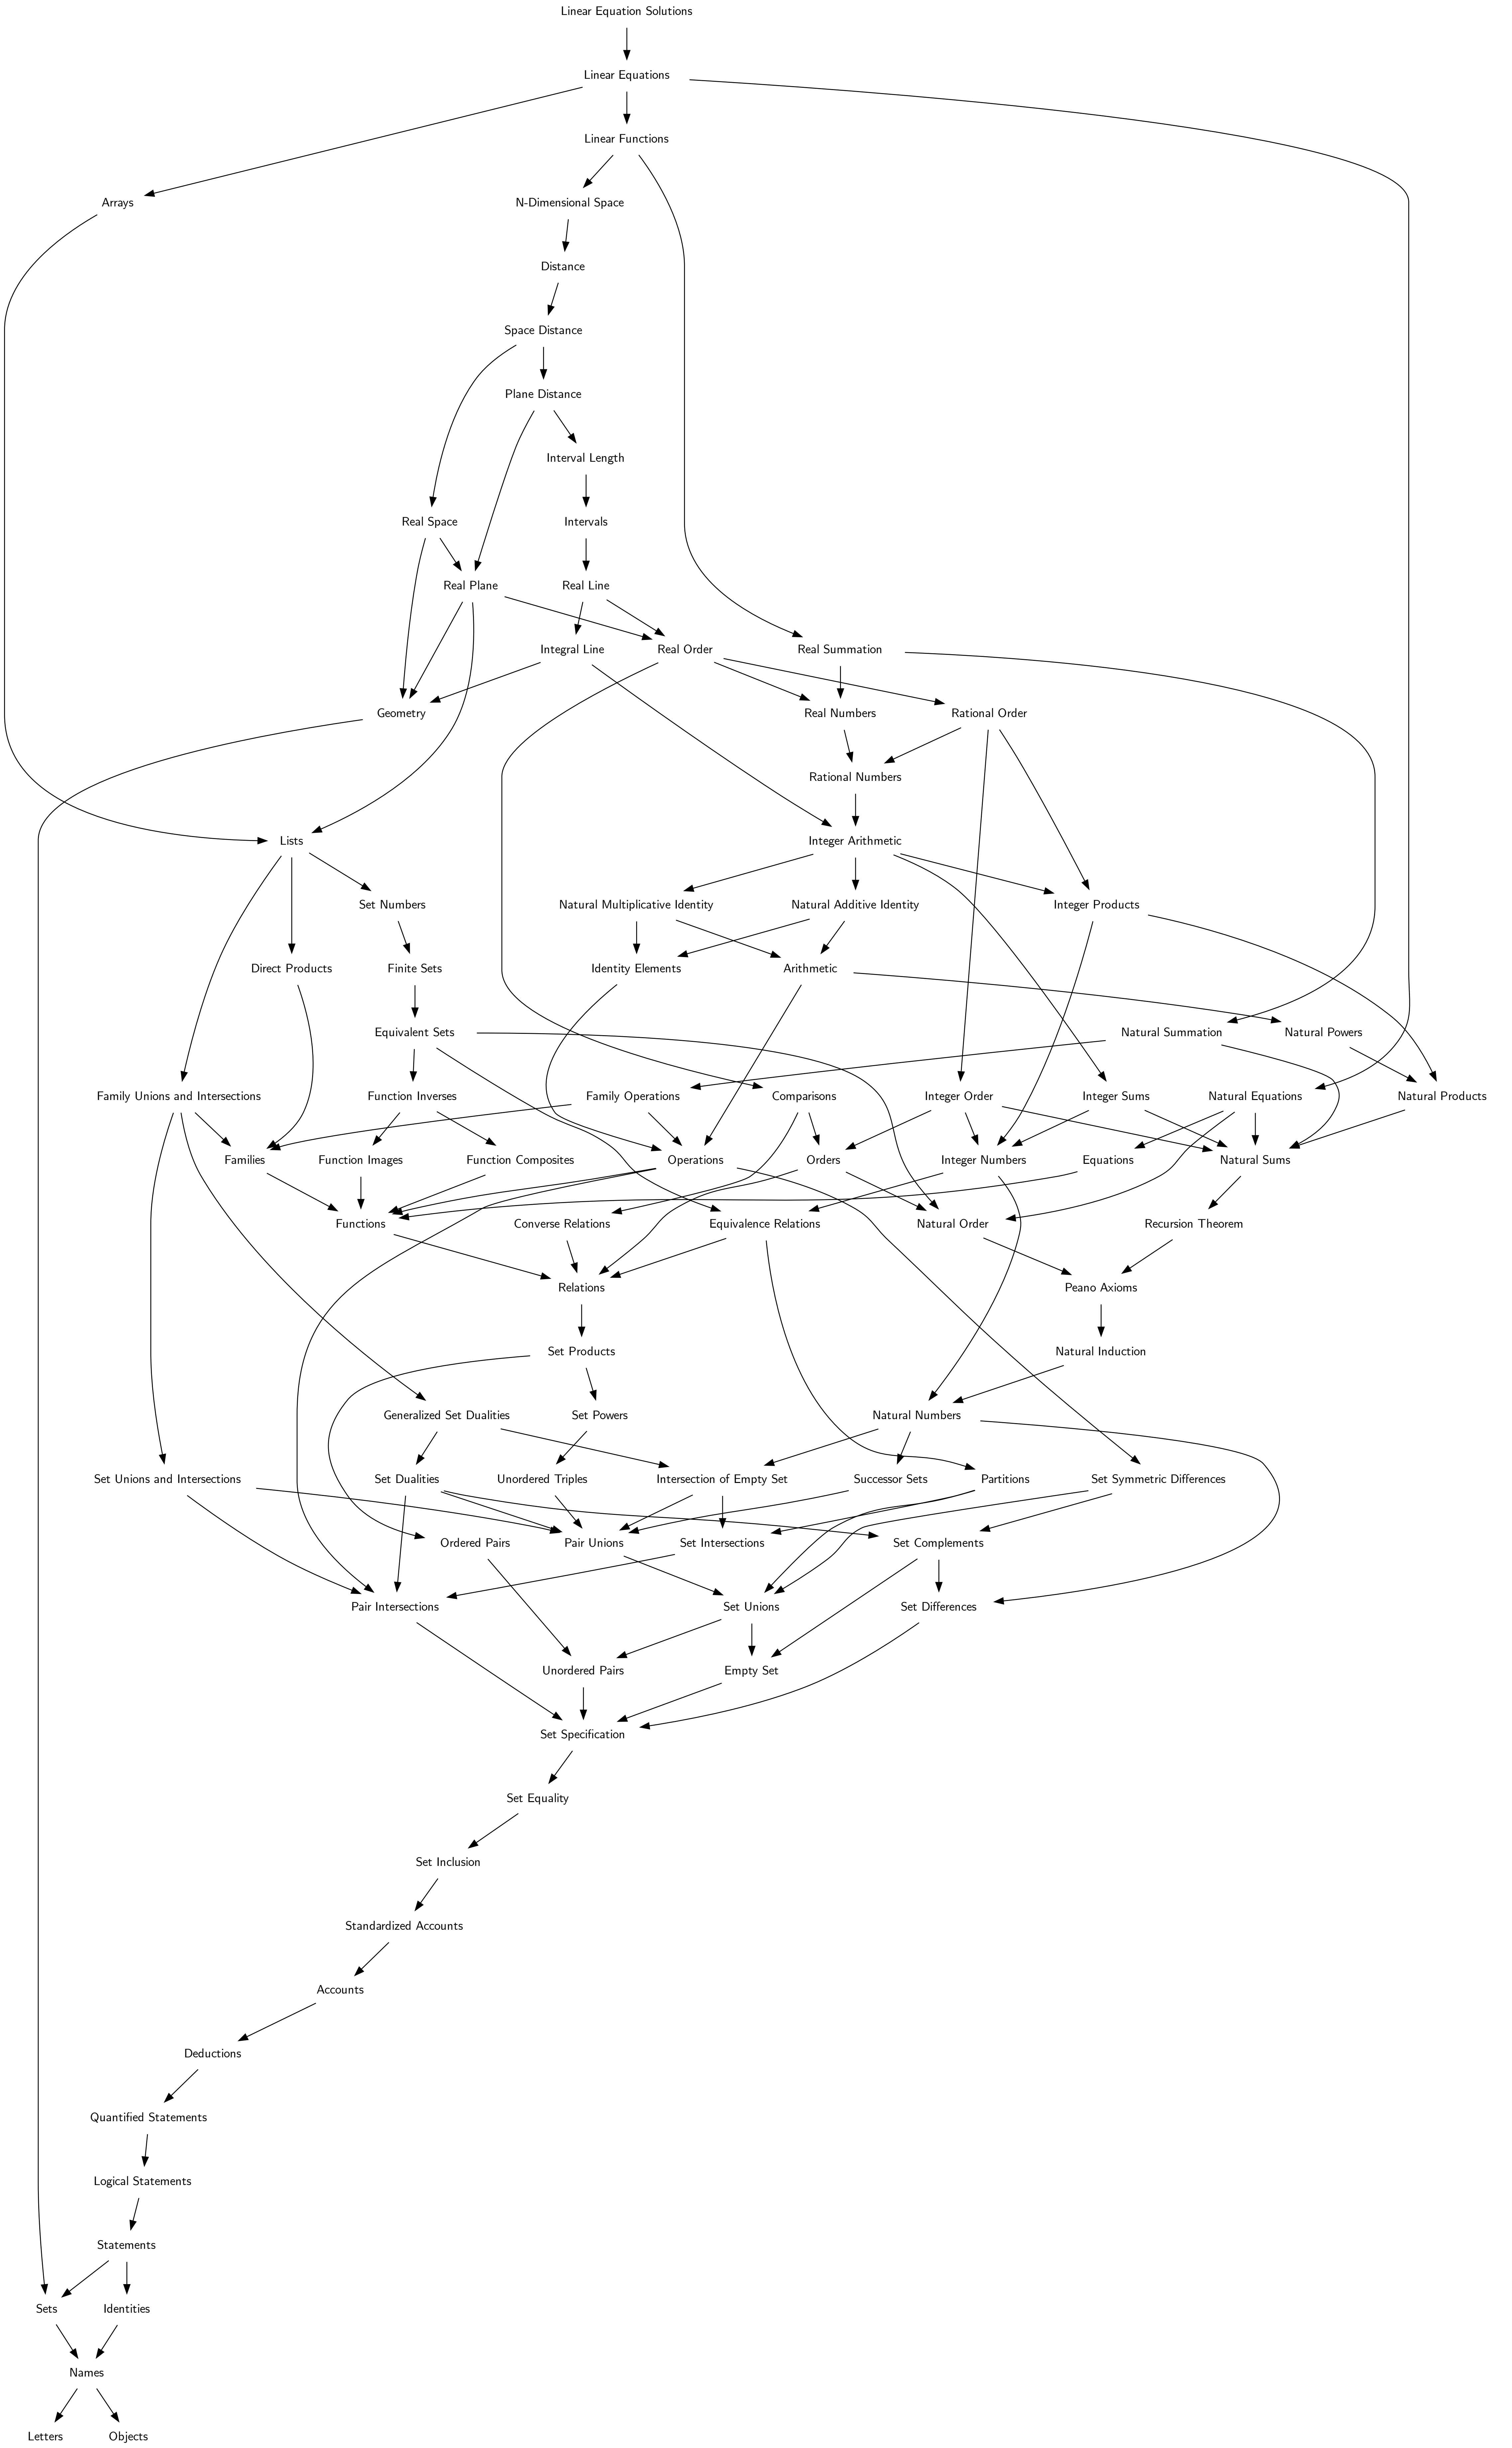 Linear Equation Solutions
Linear Equations
Linear Functions
Arrays
N-Dimensional Space
Distance
Space Distance
Plane Distance
Interval Length
Real Space
Intervals
Real Plane
Real Line
Integral Line
Real Order
Real Summation
Geometry
Real Numbers
Rational Order
Rational Numbers
Lists
Integer Arithmetic
Set Numbers
Natural Multiplicative Identity
Natural Additive Identity
Integer Products
Direct Products
Finite Sets
Identity Elements
Arithmetic
Equivalent Sets
Natural Summation
Natural Powers
Family Unions and Intersections
Function Inverses
Family Operations
Comparisons
Integer Order
Integer Sums
Natural Equations
Natural Products
Families
Function Images
Function Composites
Operations
Orders
Integer Numbers
Equations
Natural Sums
Functions
Converse Relations
Equivalence Relations
Natural Order
Recursion Theorem
Relations
Peano Axioms
Set Products
Natural Induction
Generalized Set Dualities
Set Powers
Natural Numbers
Set Unions and Intersections
Set Dualities
Unordered Triples
Intersection of Empty Set
Successor Sets
Partitions
Set Symmetric Differences
Ordered Pairs
Pair Unions
Set Intersections
Set Complements
Pair Intersections
Set Unions
Set Differences
Unordered Pairs
Empty Set
Set Specification
Set Equality
Set Inclusion
Standardized Accounts
Accounts
Deductions
Quantified Statements
Logical Statements
Statements
Sets
Identities
Names
Letters
Objects